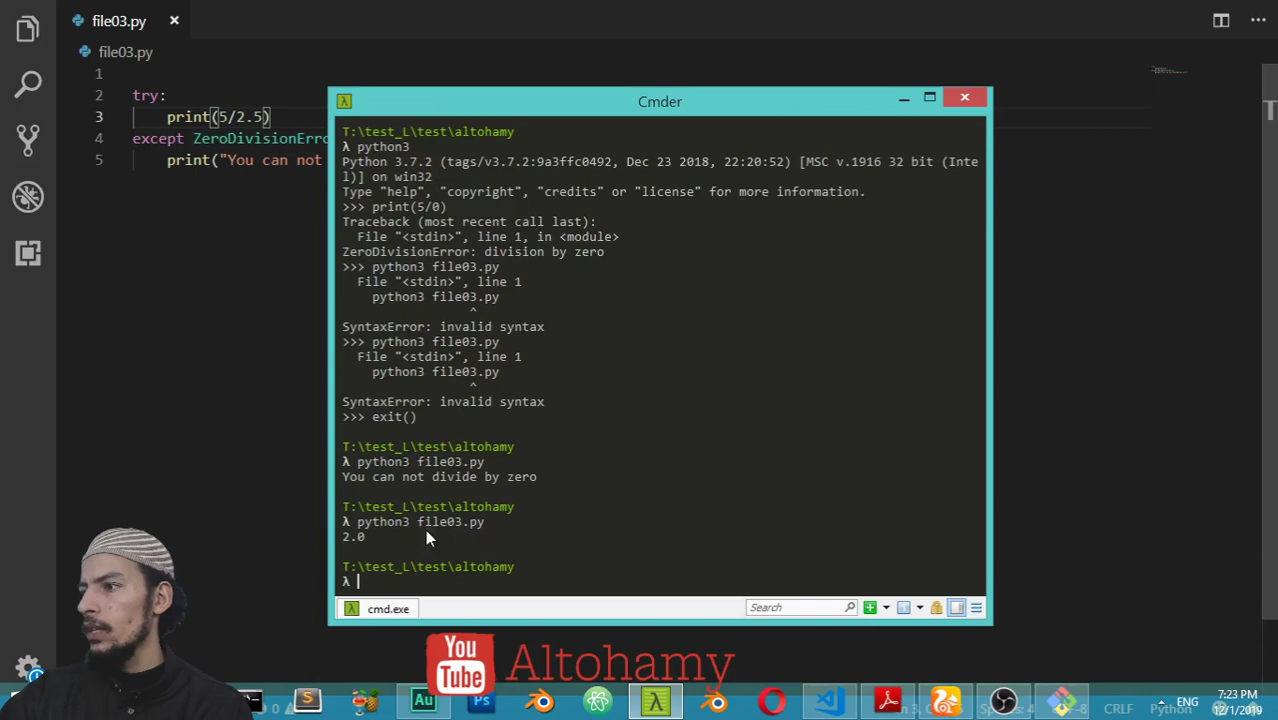 file03.py
file03.py
1
2 try:
3 print(5/2.5)
4 except ZeroDivisionErro
5 print("You can not
Cmder
T:\test_L\test\altohamy
λ python3
Python 3.7.2 (tags/v3.7.2:9a3ffc0492, Dec 23 2018, 22:20:52) [MSC v.1916 32 bit (Inte
l)] on win32
Type "help", "copyright", "credits" or "license" for more information.
>>> print(5/0)
Traceback (most recent call last):
File "<stdin>", line 1, in <module>
ZeroDivisionError: division by zero
>>> python3 file03.py
File "<stdin>", line 1
python3 file03.py
^
SyntaxError: invalid syntax
>>> python3 file03.py
File "<stdin>", line 1
python3 file03.py
^
SyntaxError: invalid syntax
>>> exit()
T:\test_L\test\altohamy
λ python3 file03.py
You can not divide by zero
T:\test_L\test\altohamy
λ python3 file03.py
2.0
T:\test_L\test\altohamy
λ
cmd.exe
Search
You Tube
Altohamy
Au
Ps
λ
ENG
7:23 PM
12/1/2019
CRLF
Python